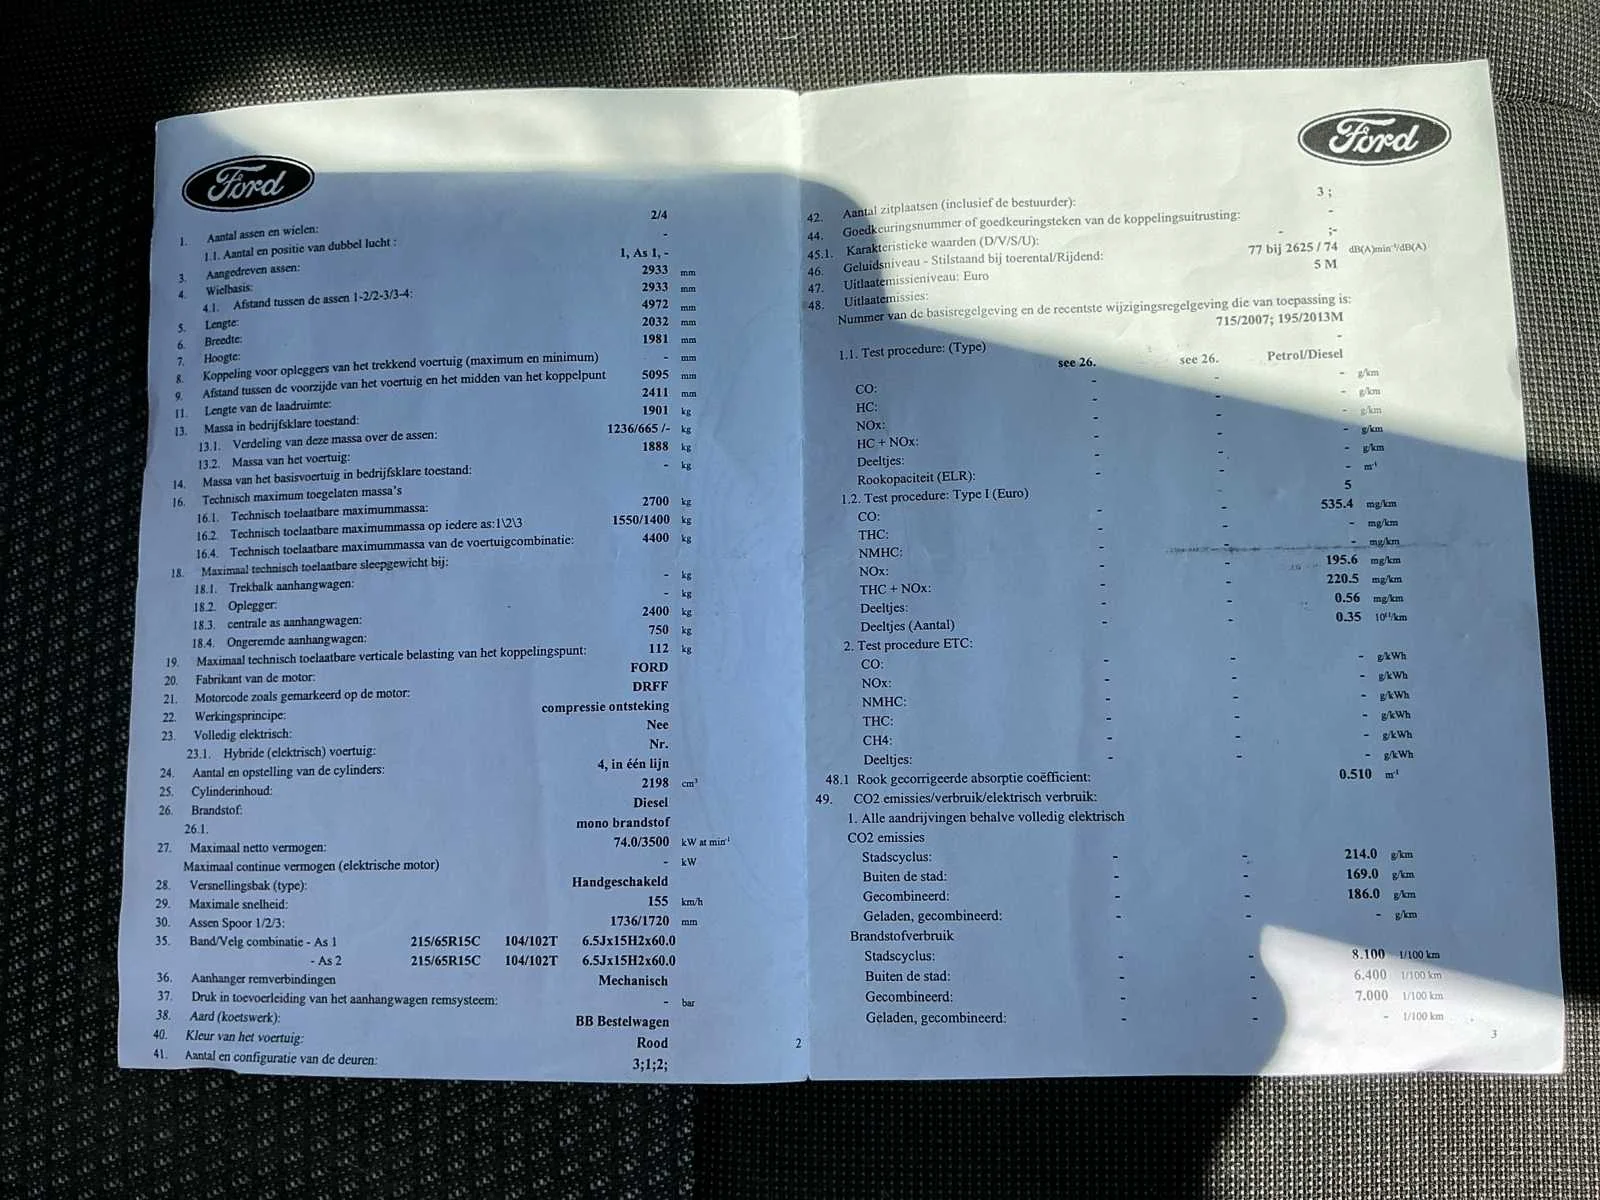 Ford
2/4
1. Aantal assen en wielen: -
1.1. Aantal en positie van dubbel lucht : 1, As 1, -
3. Aangedreven assen: 2933 mm
4. Wielbasis: 2933 mm
4.1. Afstand tussen de assen 1-2/2-3/3-4: 4972 mm
5. Lengte: 2032 mm
6. Breedte: 1981 mm
7. Hoogte: - mm
8. Koppeling voor opleggers van het trekkend voertuig (maximum en minimum) 5095 mm
9. Afstand tussen de voorzijde van het voertuig en het midden van het koppelpunt 2411 mm
11. Lengte van de laadruimte: 1901 kg
13. Massa in bedrijfsklare toestand: 1236/665 /- kg
13.1. Verdeling van deze massa over de assen: 1888 kg
13.2. Massa van het voertuig: - kg
14. Massa van het basisvoertuig in bedrijfsklare toestand:
16. Technisch maximum toegelaten massa's 2700 kg
16.1. Technisch toelaatbare maximummassa: 1550/1400 kg
16.2. Technisch toelaatbare maximummassa op iedere as:1\2\3 4400 kg
16.4. Technisch toelaatbare maximummassa van de voertuigcombinatie:
18. Maximaal technisch toelaatbare sleepgewicht bij: - kg
18.1. Trekbalk aanhangwagen: - kg
18.2. Oplegger: 2400 kg
18.3. centrale as aanhangwagen: 750 kg
18.4. Ongeremde aanhangwagen: 112 kg
19. Maximaal technisch toelaatbare verticale belasting van het koppelingspunt: FORD
20. Fabrikant van de motor: DRFF
21. Motorcode zoals gemarkeerd op de motor: compressie ontsteking
22. Werkingsprincipe: Nee
23. Volledig elektrisch: Nr.
23.1. Hybride (elektrisch) voertuig: 4, in één lijn
24. Aantal en opstelling van de cylinders: 2198 cm³
25. Cylinderinhoud: Diesel
26. Brandstof: mono brandstof
26.1.
27. Maximaal netto vermogen: 74.0/3500 kW at min⁻¹
Maximaal continue vermogen (elektrische motor) - kW
28. Versnellingsbak (type): Handgeschakeld
29. Maximale snelheid: 155 km/h
30. Assen Spoor 1/2/3: 1736/1720 mm
35. Band/Velg combinatie - As 1 215/65R15C 104/102T 6.5Jx15H2x60.0
- As 2 215/65R15C 104/102T 6.5Jx15H2x60.0
36. Aanhanger remverbindingen Mechanisch
37. Druk in toevoerleiding van het aanhangwagen remsysteem: - bar
38. Aard (koetswerk): BB Bestelwagen
40. Kleur van het voertuig: Rood
41. Aantal en configuratie van de deuren: 3;1;2;
2
Ford
42. Aantal zitplaatsen (inclusief de bestuurder): 3 ;
44. Goedkeuringsnummer of goedkeuringsteken van de koppelingsuitrusting: -
45.1. Karakteristieke waarden (D/V/S/U): - ;-
46. Geluidsniveau - Stilstaand bij toerental/Rijdend: 77 bij 2625 / 74 dB(A)min⁻¹/dB(A)
47. Uitlaatemissieniveau: Euro 5 M
48. Uitlaatemissies:
Nummer van de basisregelgeving en de recentste wijzigingsregelgeving die van toepassing is:
715/2007; 195/2013M
-
1.1. Test procedure: (Type) see 26. see 26. Petrol/Diesel
CO: - - - g/km
HC: - - - g/km
NOx: - - - g/km
HC + NOx: - - - g/km
Deeltjes: - - - g/km
Rookopaciteit (ELR): - - - m⁻¹
1.2. Test procedure: Type I (Euro) 5
CO: - - 535.4 mg/km
THC: - - - mg/km
NMHC: - - - mg/km
NOx: - - 195.6 mg/km
THC + NOx: - - 220.5 mg/km
Deeltjes: - - 0.56 mg/km
Deeltjes (Aantal) - - 0.35 10¹¹/km
2. Test procedure ETC:
CO: - - - g/kWh
NOx: - - - g/kWh
NMHC: - - - g/kWh
THC: - - - g/kWh
CH4: - - - g/kWh
Deeltjes: - - - g/kWh
48.1 Rook gecorrigeerde absorptie coëfficient: 0.510 m⁻¹
49. CO2 emissies/verbruik/elektrisch verbruik:
1. Alle aandrijvingen behalve volledig elektrisch
CO2 emissies
Stadscyclus: - - 214.0 g/km
Buiten de stad: - - 169.0 g/km
Gecombineerd: - - 186.0 g/km
Geladen, gecombineerd: - - - g/km
Brandstofverbruik
Stadscyclus: - - 8.100 1/100 km
Buiten de stad: - - 6.400 1/100 km
Gecombineerd: - - 7.000 1/100 km
Geladen, gecombineerd: - - - 1/100 km
3